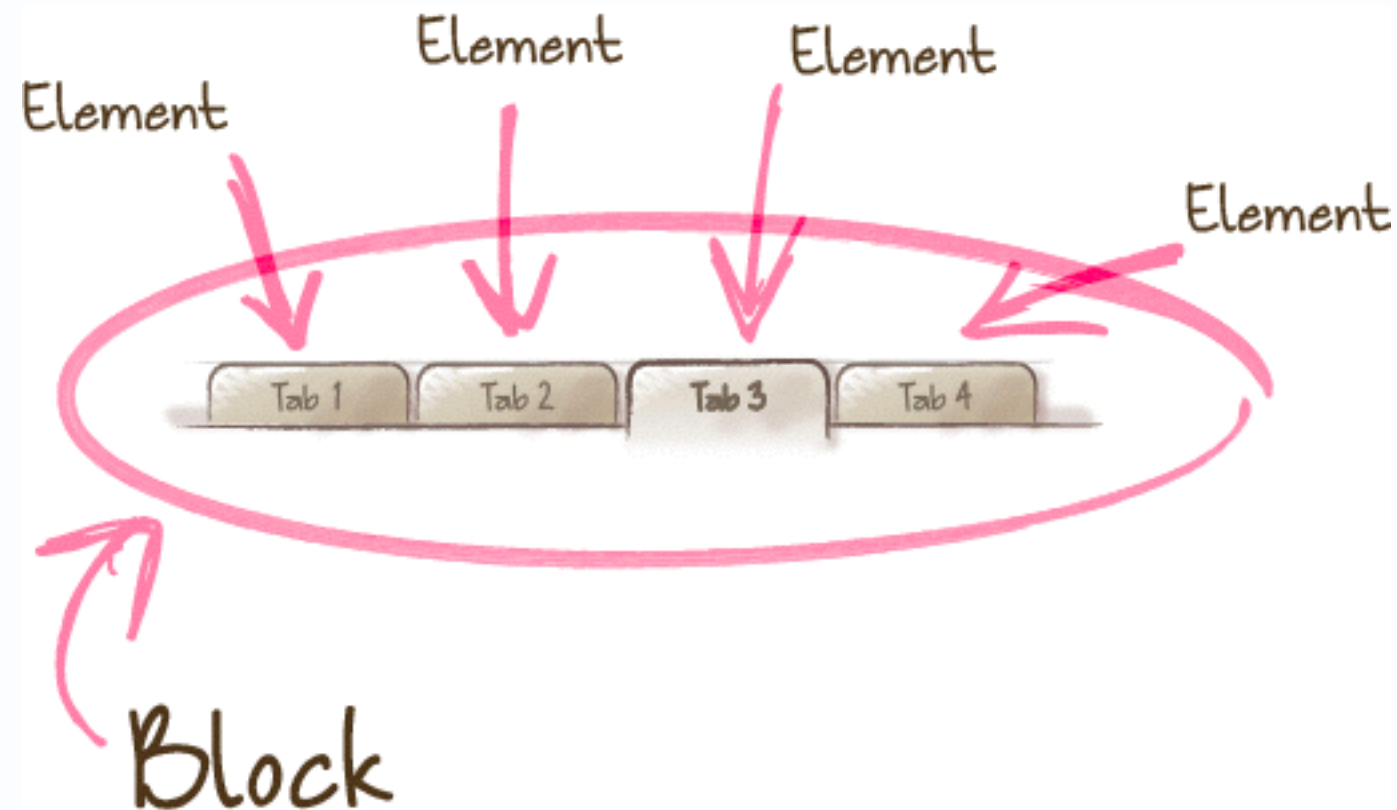 Element
Element
Element
Element
Tab 1
Tab 2
Tab 3
Tab 4
Block